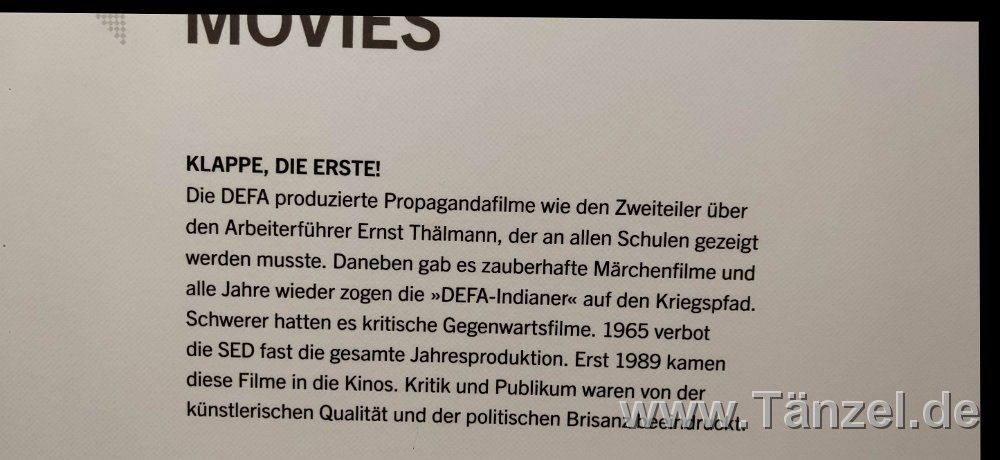 MOVIES
KLAPPE, DIE ERSTE!
Die DEFA produzierte Propagandafilme wie den Zweiteiler über
den Arbeiterführer Ernst Thälmann, der an allen Schulen gezeigt
werden musste. Daneben gab es zauberhafte Märchenfilme und
alle Jahre wieder zogen die »DEFA-Indianer« auf den Kriegspfad.
Schwerer hatten es kritische Gegenwartsfilme. 1965 verbot
die SED fast die gesamte Jahresproduktion. Erst 1989 kamen
diese Filme in die Kinos. Kritik und Publikum waren von der
künstlerischen Qualität und der politischen Brisanz beeindruckt.
www.Tänzel.de